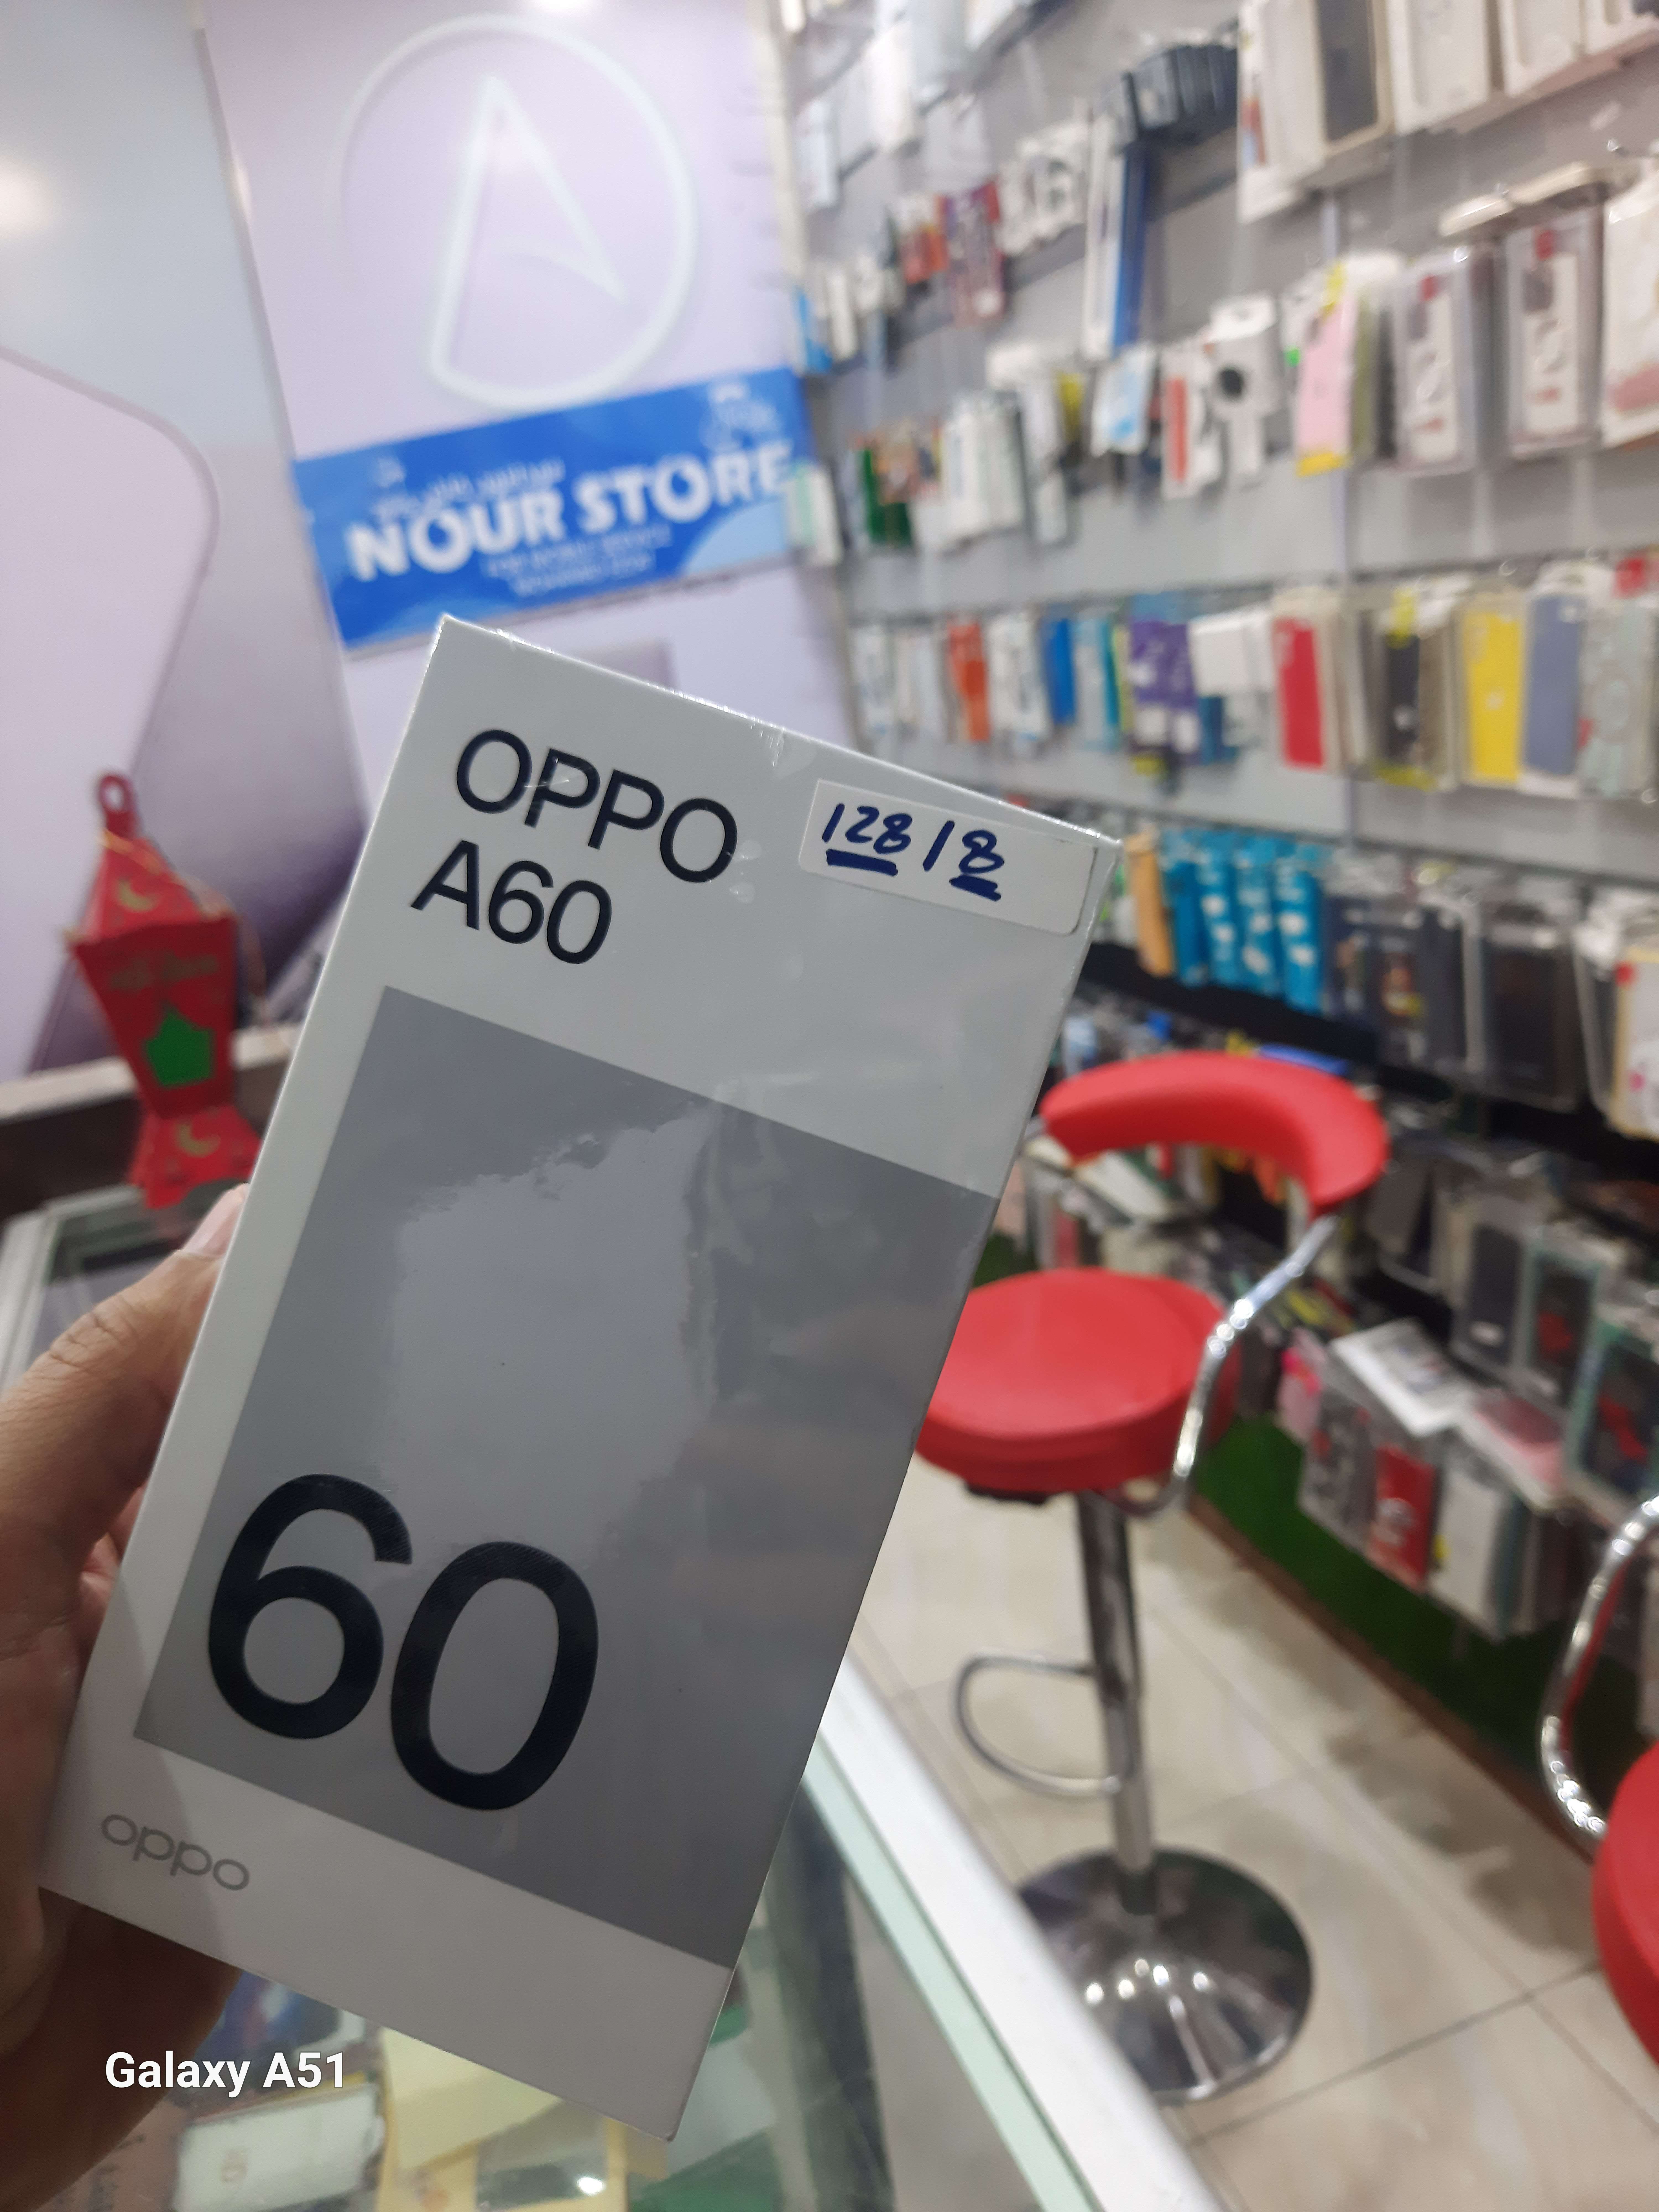 NOUR STORE
OPPO
A60
128/8
60
oppo
Galaxy A51